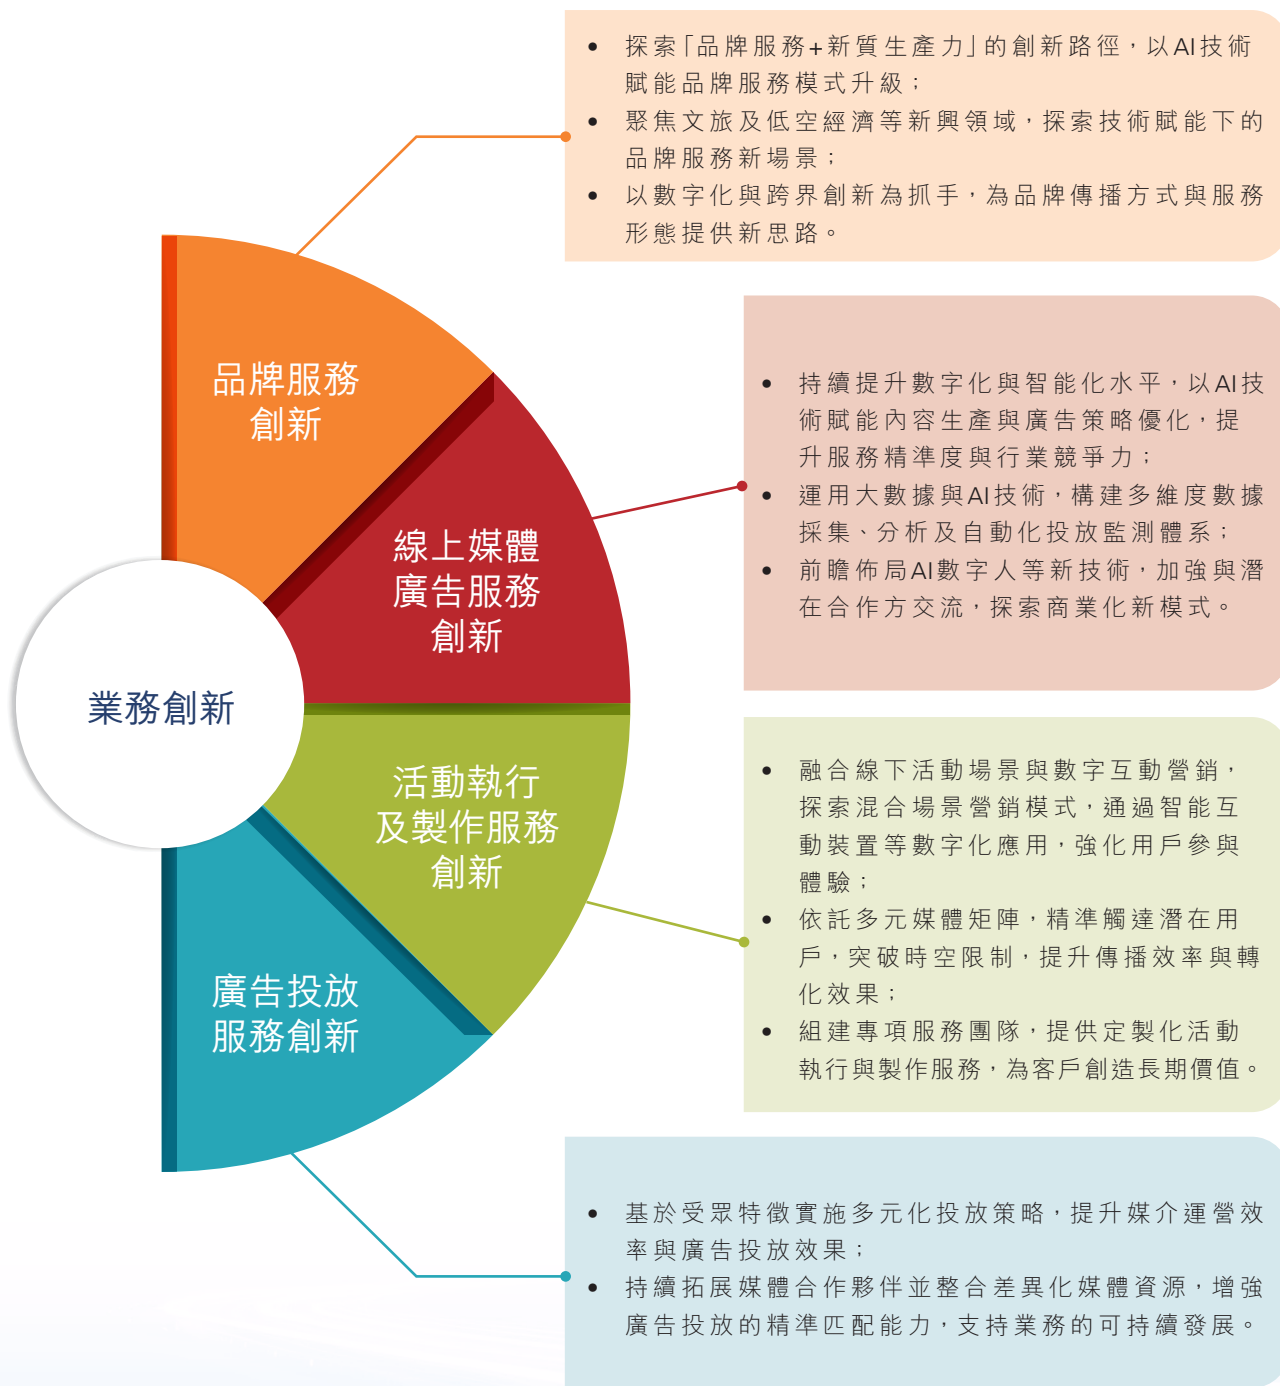 • 探索「品牌服務+新質生產力」的創新路徑，以AI技術
賦能品牌服務模式升級；
• 聚焦文旅及低空經濟等新興領域，探索技術賦能下的
品牌服務新場景；
• 以數字化與跨界創新為抓手，為品牌傳播方式與服務
形態提供新思路。
品牌服務
創新
• 持續提升數字化與智能化水平，以AI技
術賦能內容生產與廣告策略優化，提
升服務精準度與行業競爭力；
• 運用大數據與AI技術，構建多維度數據
採集、分析及自動化投放監測體系；
• 前瞻佈局AI數字人等新技術，加強與潛
在合作方交流，探索商業化新模式。
線上媒體
廣告服務
創新
業務創新
• 融合線下活動場景與數字互動營銷，
探索混合場景營銷模式，通過智能互
動裝置等數字化應用，強化用戶參與
體驗；
• 依託多元媒體矩陣，精準觸達潛在用
戶，突破時空限制，提升傳播效率與轉
化效果；
• 組建專項服務團隊，提供定製化活動
執行與製作服務，為客戶創造長期價值。
活動執行
及製作服務
創新
廣告投放
服務創新
• 基於受眾特徵實施多元化投放策略，提升媒介運營效
率與廣告投放效果；
• 持續拓展媒體合作夥伴並整合差異化媒體資源，增強
廣告投放的精準匹配能力，支持業務的可持續發展。